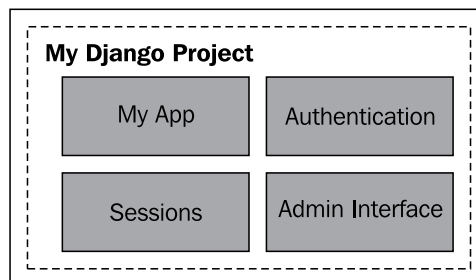 My Django Project
My App
Authentication
Sessions
Admin Interface